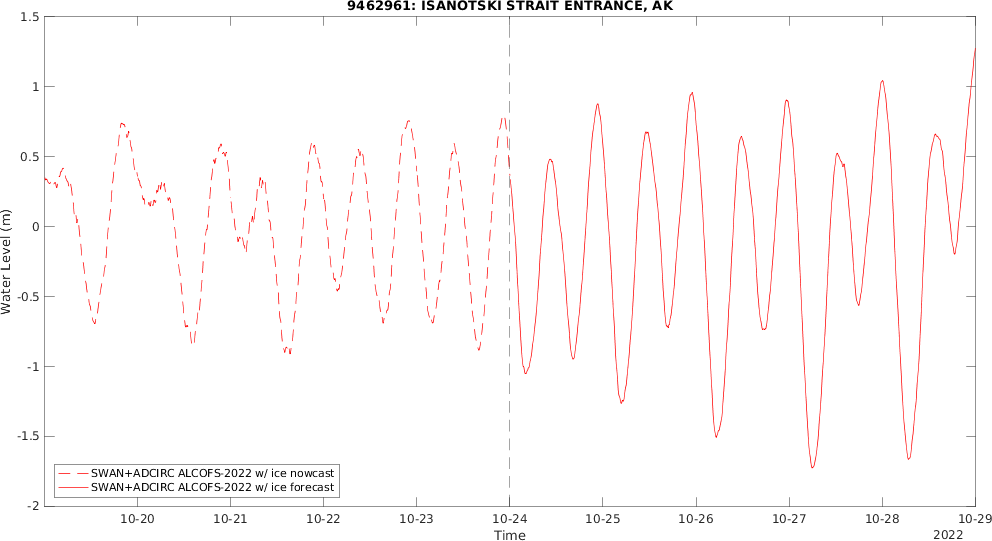 9462961: ISANOTSKI STRAIT ENTRANCE, AK
1.5
1
0.5
0
-0.5
-1
-1.5
-2
Water Level (m)
SWAN+ADCIRC ALCOFS-2022 w/ ice nowcast
SWAN+ADCIRC ALCOFS-2022 w/ ice forecast
10-20 10-21 10-22 10-23 10-24 10-25 10-26 10-27 10-28 10-29
Time
2022